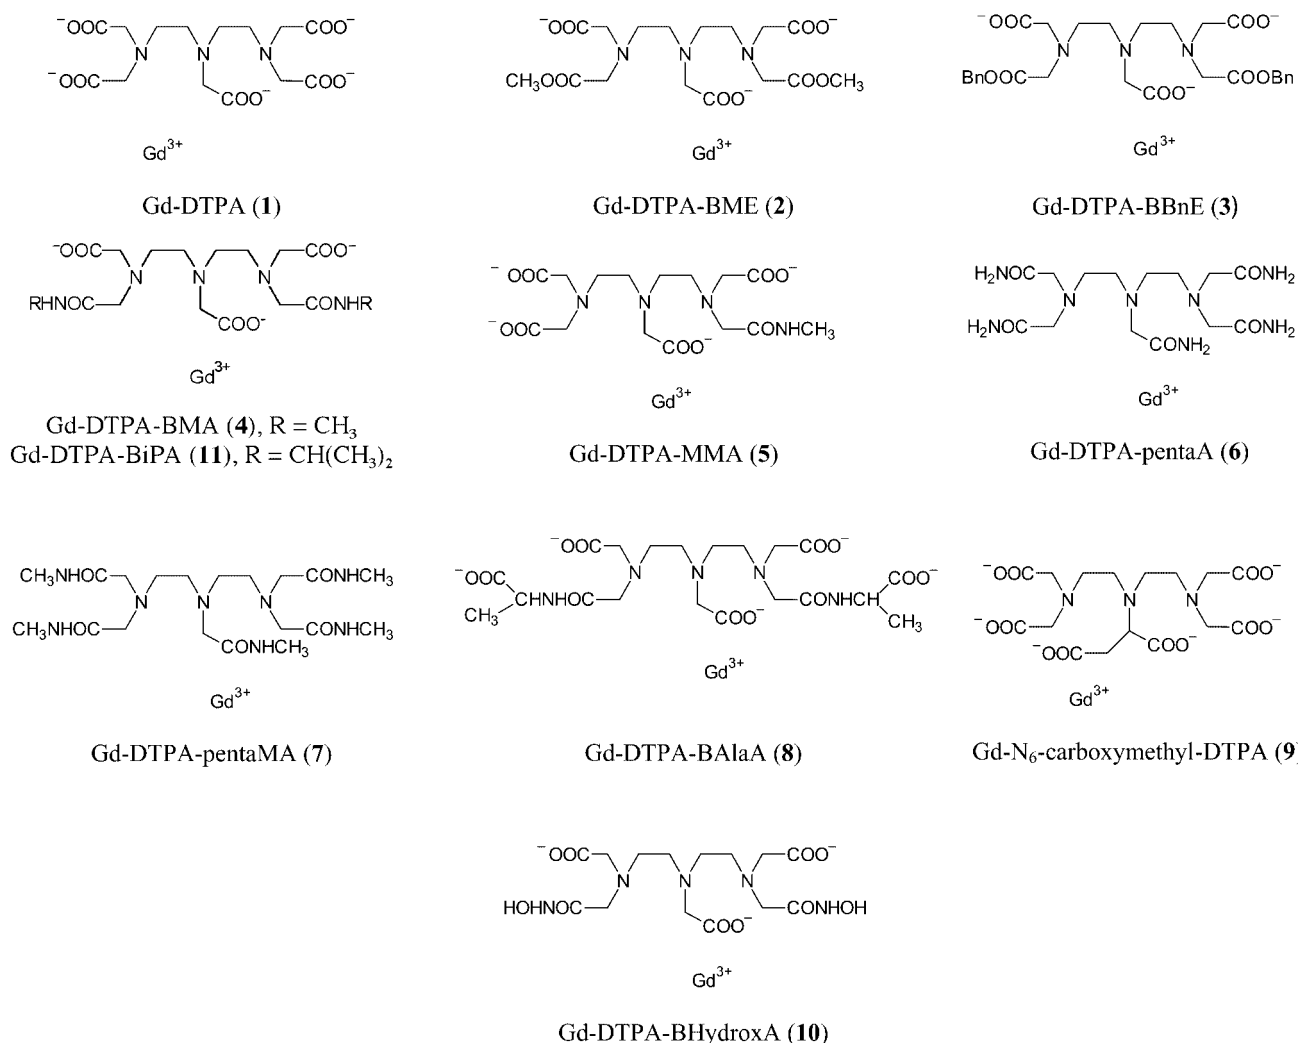 ⁻OOC COO⁻
N N N
⁻OOC COO⁻
COO⁻
Gd³⁺
Gd-DTPA (1)
⁻OOC COO⁻
N N N
CH₃OOC COOCH₃
COO⁻
Gd³⁺
Gd-DTPA-BME (2)
⁻OOC COO⁻
N N N
BnOOC COOBn
COO⁻
Gd³⁺
Gd-DTPA-BBnE (3)
⁻OOC COO⁻
N N N
RHNOC CONHR
COO⁻
Gd³⁺
Gd-DTPA-BMA (4), R = CH₃
Gd-DTPA-BiPA (11), R = CH(CH₃)₂
⁻OOC COO⁻
N N N
⁻OOC CONHCH₃
COO⁻
Gd³⁺
Gd-DTPA-MMA (5)
H₂NOC CONH₂
N N N
H₂NOC CONH₂
CONH₂
Gd³⁺
Gd-DTPA-pentaA (6)
CH₃NHOC CONHCH₃
N N N
CH₃NHOC CONHCH₃
CONHCH₃
Gd³⁺
Gd-DTPA-pentaMA (7)
⁻OOC COO⁻
⁻OOC N N N COO⁻
HNOC CONH
CH₃ COO⁻ CH₃
Gd³⁺
Gd-DTPA-BAlaA (8)
⁻OOC COO⁻
N N N
⁻OOC COO⁻
⁻OOC COO⁻
Gd³⁺
Gd-N₆-carboxymethyl-DTPA (9)
⁻OOC COO⁻
N N N
HOHNOC CONHOH
COO⁻
Gd³⁺
Gd-DTPA-BHydroxA (10)